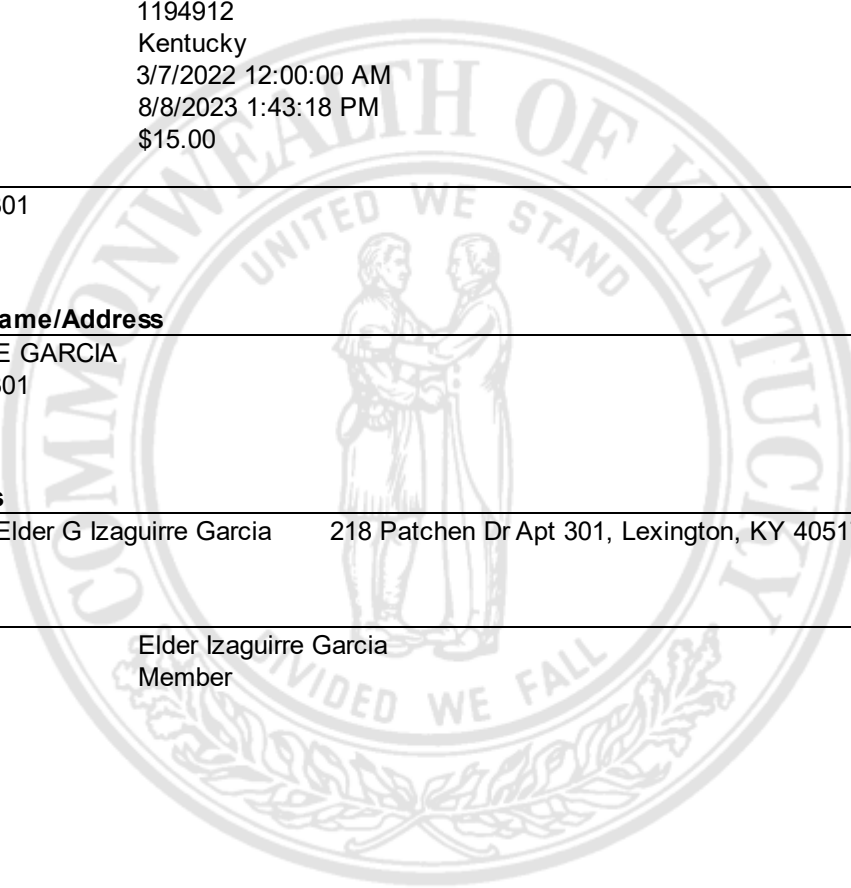 1194912
Kentucky
3/7/2022 12:00:00 AM
8/8/2023 1:43:18 PM
$15.00
01
ame/Address
E GARCIA
01
s
Elder G Izaguirre Garcia 218 Patchen Dr Apt 301, Lexington, KY 4051
Elder Izaguirre Garcia
Member
COMMONWEALTH OF KENTUCKY
UNITED WE STAND
DIVIDED WE FALL